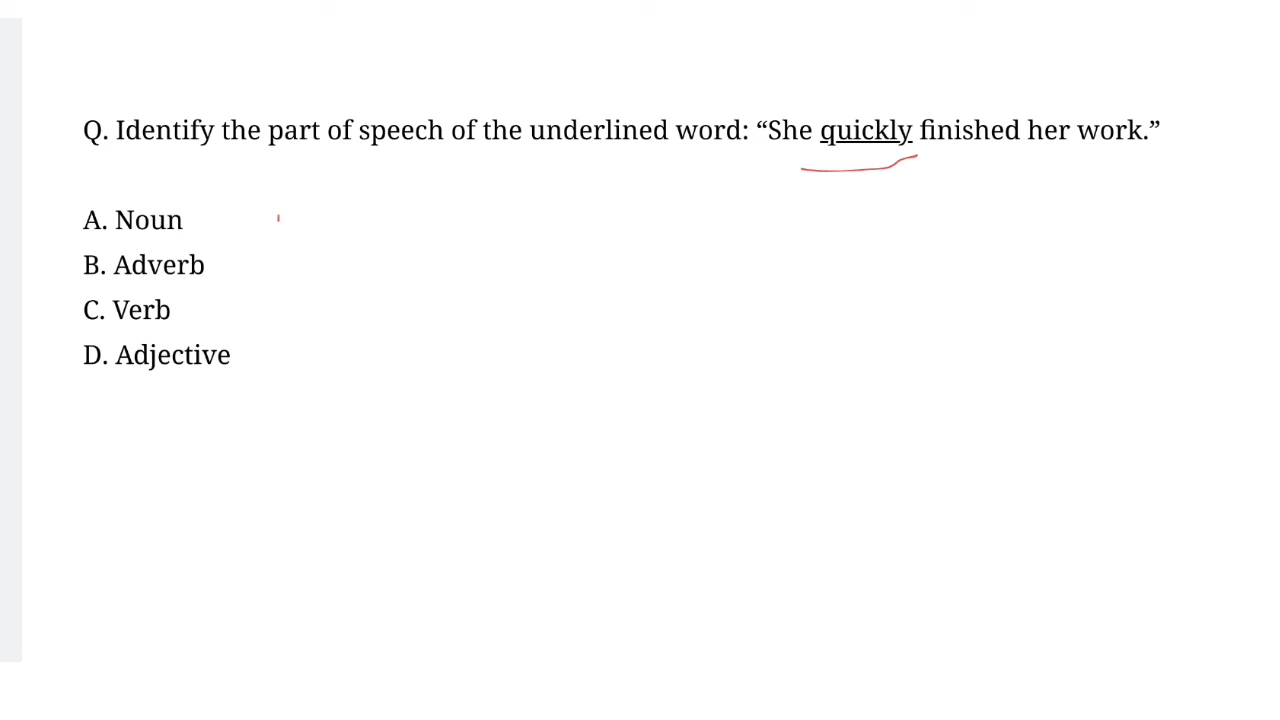 Q. Identify the part of speech of the underlined word: “She quickly finished her work.”
A. Noun
B. Adverb
C. Verb
D. Adjective